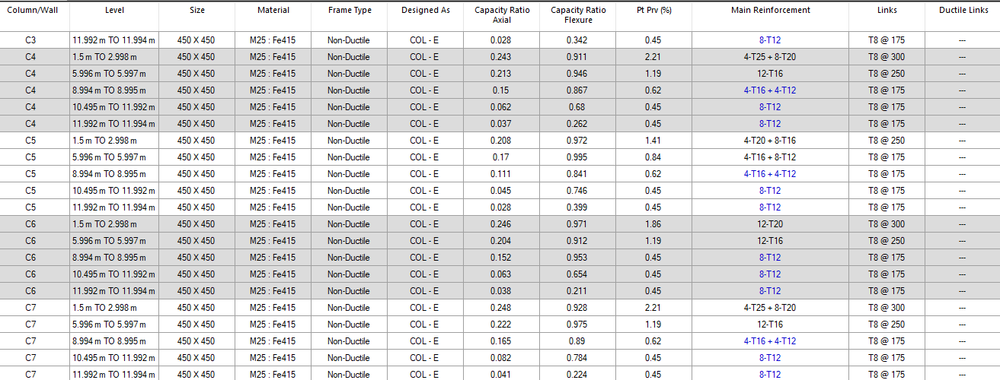 Column/Wall Level Size Material Frame Type Designed As Capacity Ratio Axial Capacity Ratio Flexure Pt Prv (%) Main Reinforcement Links Ductile Links
C3 11.992 m TO 11.994 m 450 X 450 M25 : Fe415 Non-Ductile COL - E 0.028 0.342 0.45 8-T12 T8 @ 175 ---
C4 1.5 m TO 2.998 m 450 X 450 M25 : Fe415 Non-Ductile COL - E 0.243 0.911 2.21 4-T25 + 8-T20 T8 @ 300 ---
C4 5.996 m TO 5.997 m 450 X 450 M25 : Fe415 Non-Ductile COL - E 0.213 0.946 1.19 12-T16 T8 @ 250 ---
C4 8.994 m TO 8.995 m 450 X 450 M25 : Fe415 Non-Ductile COL - E 0.15 0.867 0.62 4-T16 + 4-T12 T8 @ 175 ---
C4 10.495 m TO 11.992 m 450 X 450 M25 : Fe415 Non-Ductile COL - E 0.062 0.68 0.45 8-T12 T8 @ 175 ---
C4 11.992 m TO 11.994 m 450 X 450 M25 : Fe415 Non-Ductile COL - E 0.037 0.262 0.45 8-T12 T8 @ 175 ---
C5 1.5 m TO 2.998 m 450 X 450 M25 : Fe415 Non-Ductile COL - E 0.208 0.972 1.41 4-T20 + 8-T16 T8 @ 250 ---
C5 5.996 m TO 5.997 m 450 X 450 M25 : Fe415 Non-Ductile COL - E 0.17 0.995 0.84 4-T16 + 8-T12 T8 @ 175 ---
C5 8.994 m TO 8.995 m 450 X 450 M25 : Fe415 Non-Ductile COL - E 0.111 0.841 0.62 4-T16 + 4-T12 T8 @ 175 ---
C5 10.495 m TO 11.992 m 450 X 450 M25 : Fe415 Non-Ductile COL - E 0.045 0.746 0.45 8-T12 T8 @ 175 ---
C5 11.992 m TO 11.994 m 450 X 450 M25 : Fe415 Non-Ductile COL - E 0.028 0.399 0.45 8-T12 T8 @ 175 ---
C6 1.5 m TO 2.998 m 450 X 450 M25 : Fe415 Non-Ductile COL - E 0.246 0.971 1.86 12-T20 T8 @ 300 ---
C6 5.996 m TO 5.997 m 450 X 450 M25 : Fe415 Non-Ductile COL - E 0.204 0.912 1.19 12-T16 T8 @ 250 ---
C6 8.994 m TO 8.995 m 450 X 450 M25 : Fe415 Non-Ductile COL - E 0.152 0.953 0.45 8-T12 T8 @ 175 ---
C6 10.495 m TO 11.992 m 450 X 450 M25 : Fe415 Non-Ductile COL - E 0.063 0.654 0.45 8-T12 T8 @ 175 ---
C6 11.992 m TO 11.994 m 450 X 450 M25 : Fe415 Non-Ductile COL - E 0.038 0.211 0.45 8-T12 T8 @ 175 ---
C7 1.5 m TO 2.998 m 450 X 450 M25 : Fe415 Non-Ductile COL - E 0.248 0.928 2.21 4-T25 + 8-T20 T8 @ 300 ---
C7 5.996 m TO 5.997 m 450 X 450 M25 : Fe415 Non-Ductile COL - E 0.222 0.975 1.19 12-T16 T8 @ 250 ---
C7 8.994 m TO 8.995 m 450 X 450 M25 : Fe415 Non-Ductile COL - E 0.165 0.89 0.62 4-T16 + 4-T12 T8 @ 175 ---
C7 10.495 m TO 11.992 m 450 X 450 M25 : Fe415 Non-Ductile COL - E 0.082 0.784 0.45 8-T12 T8 @ 175 ---
C7 11.992 m TO 11.994 m 450 X 450 M25 : Fe415 Non-Ductile COL - E 0.041 0.224 0.45 8-T12 T8 @ 175 ---